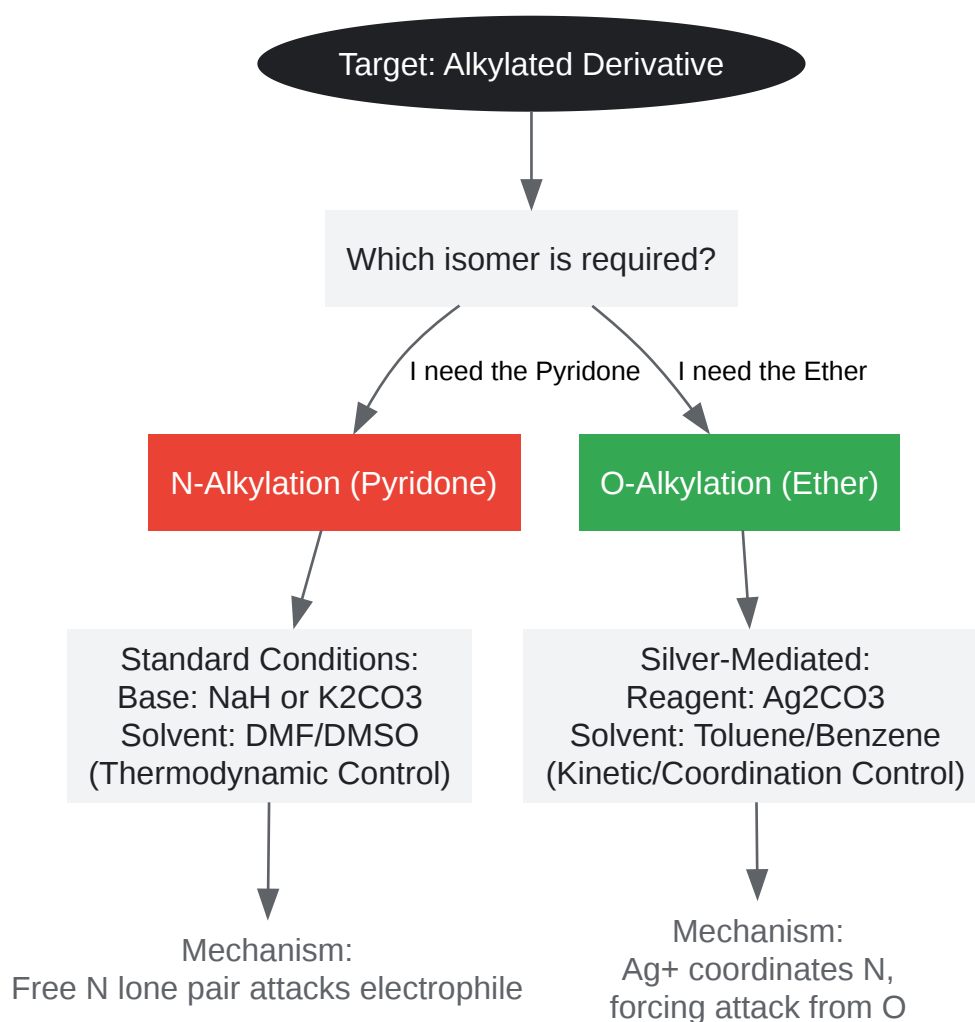 Target: Alkylated Derivative
Which isomer is required?
I need the Pyridone
I need the Ether
N-Alkylation (Pyridone)
O-Alkylation (Ether)
Standard Conditions:
Base: NaH or K2CO3
Solvent: DMF/DMSO
(Thermodynamic Control)
Silver-Mediated:
Reagent: Ag2CO3
Solvent: Toluene/Benzene
(Kinetic/Coordination Control)
Mechanism:
Free N lone pair attacks electrophile
Mechanism:
Ag+ coordinates N,
forcing attack from O